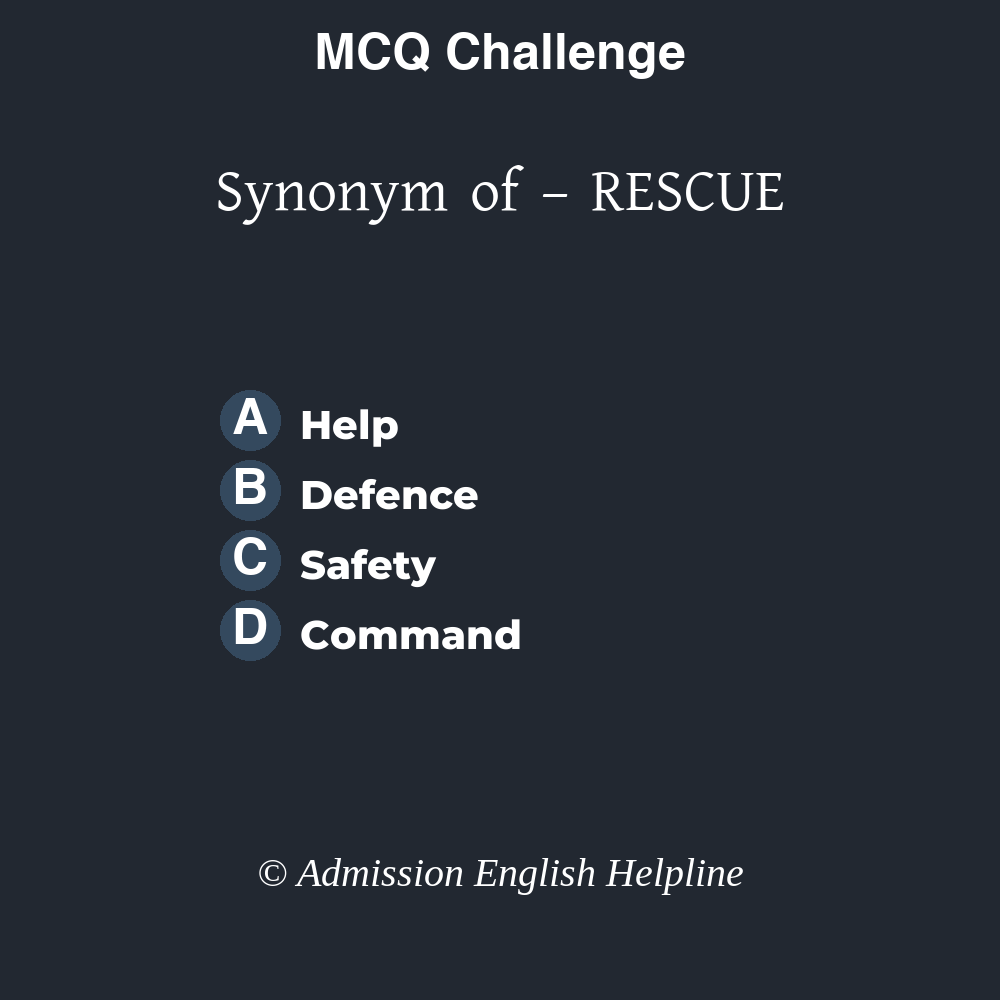 MCQ Challenge
Synonym of – RESCUE
A Help
B Defence
C Safety
D Command
© Admission English Helpline